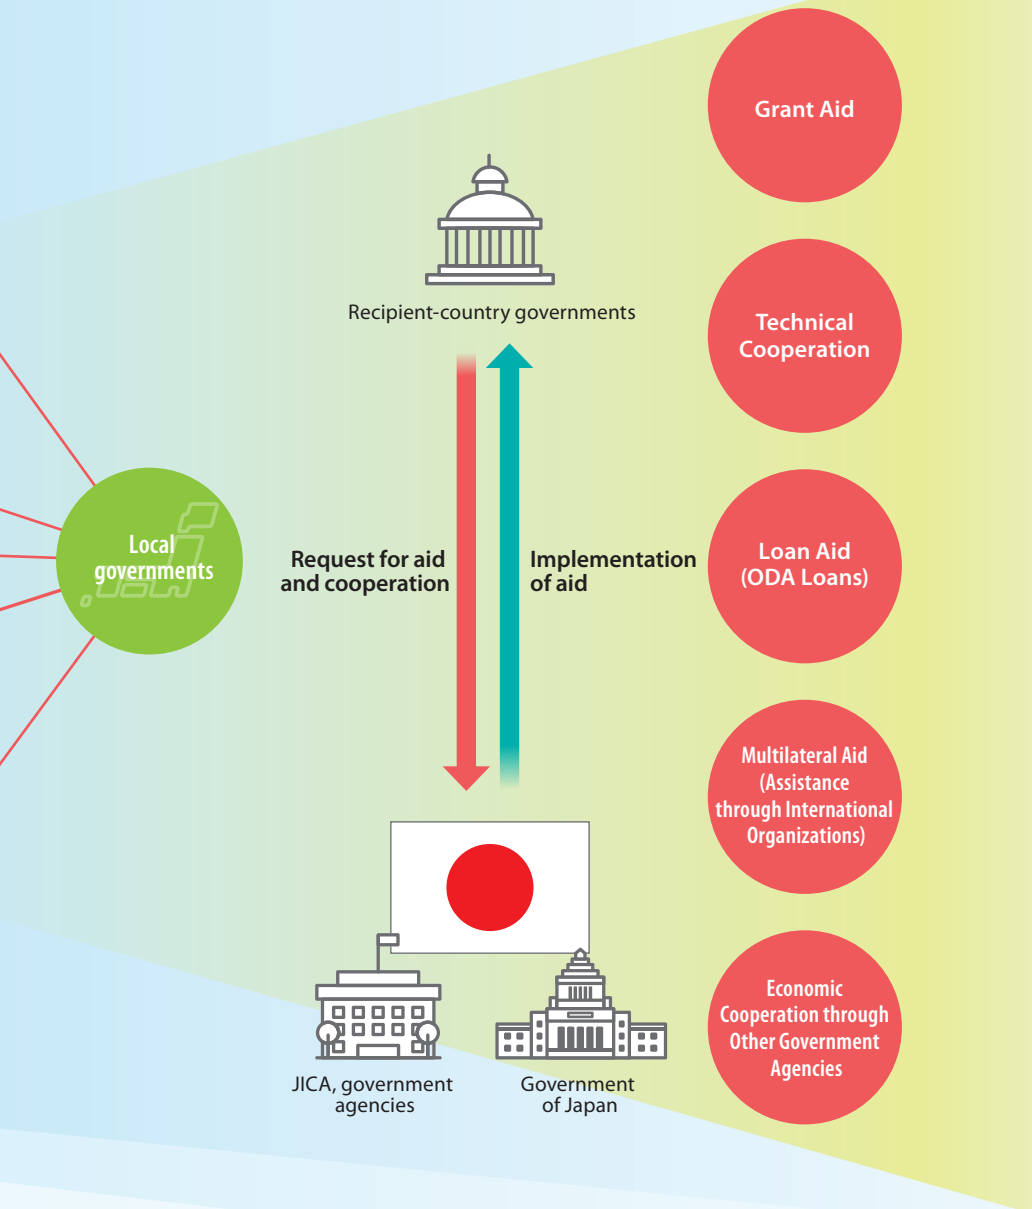 Grant Aid
Recipient-country governments
Technical
Cooperation
Local
governments
Request for aid
and cooperation
Implementation
of aid
Loan Aid
(ODA Loans)
Multilateral Aid
(Assistance
through International
Organizations)
JICA, government
agencies
Government
of Japan
Economic
Cooperation through
Other Government
Agencies